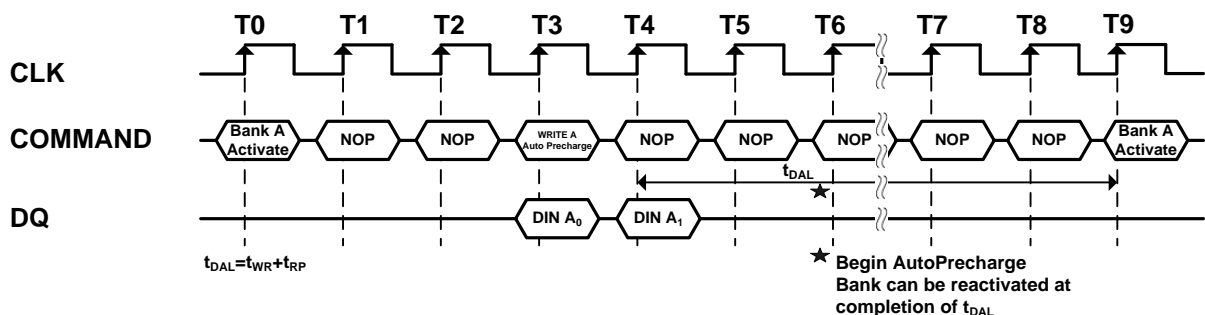 T0 T1 T2 T3 T4 T5 T6 T7 T8 T9
CLK
COMMAND
Bank A
Activate
NOP
NOP
WRITE A
Auto Precharge
NOP
NOP
NOP
NOP
NOP
Bank A
Activate
tDAL
DQ
DIN A0
DIN A1
tDAL=tWR+tRP
★ Begin AutoPrecharge
Bank can be reactivated at
completion of tDAL